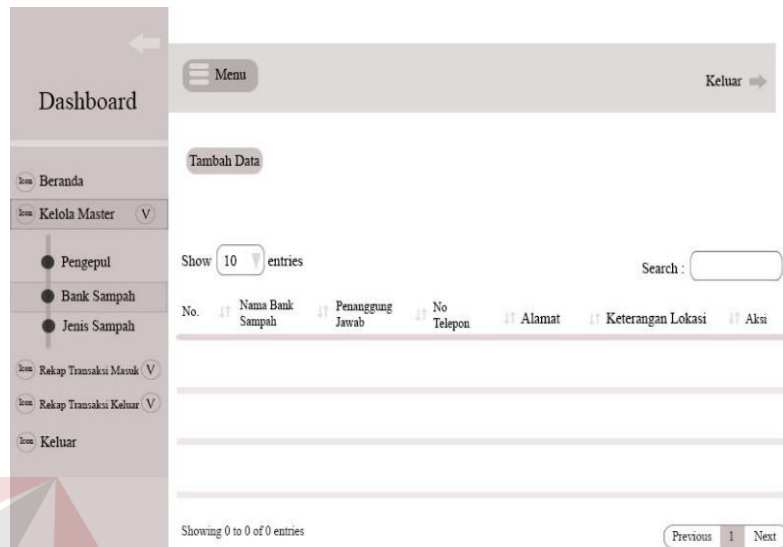 Dashboard
Icon Beranda
Icon Kelola Master V
Pengepul
Bank Sampah
Jenis Sampah
Icon Rekap Transaksi Masuk V
Icon Rekap Transaksi Keluar V
Icon Keluar
Menu
Keluar
Tambah Data
Show 10 entries
Search :
No. Nama Bank Sampah Penanggung Jawab No Telepon Alamat Keterangan Lokasi Aksi
Showing 0 to 0 of 0 entries
Previous 1 Next